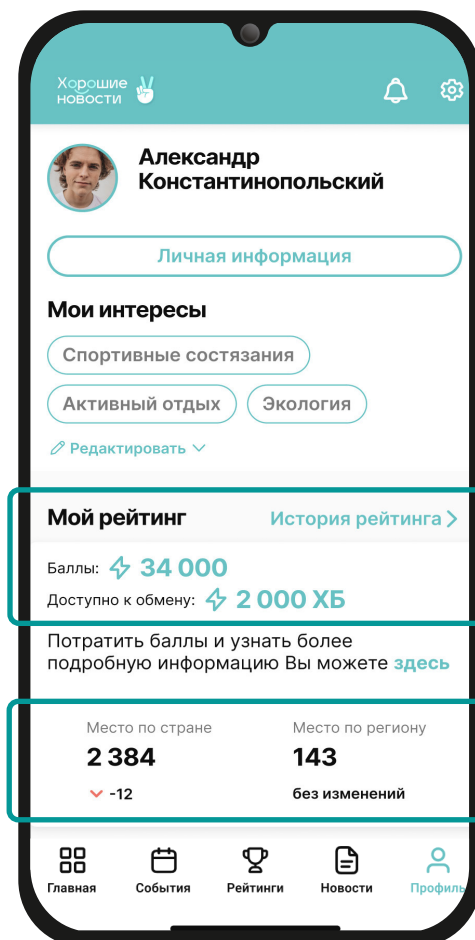 Хорошие
новости
Александр
Константинопольский
Личная информация
Мои интересы
Спортивные состязания
Активный отдых
Экология
Редактировать
Мой рейтинг
История рейтинга
Баллы: 34 000
Доступно к обмену: 2 000 ХБ
Потратить баллы и узнать более
подробную информацию Вы можете здесь
Место по стране
Место по региону
2 384
143
-12
без изменений
Главная
События
Рейтинги
Новости
Профиль